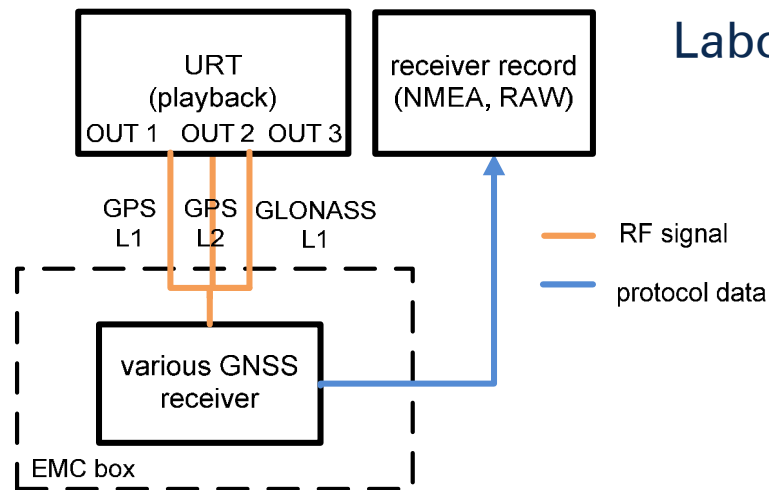 Labo
URT
(playback)
OUT 1 OUT 2 OUT 3
receiver record
(NMEA, RAW)
GPS
L1
GPS
L2
GLONASS
L1
RF signal
protocol data
various GNSS
receiver
EMC box